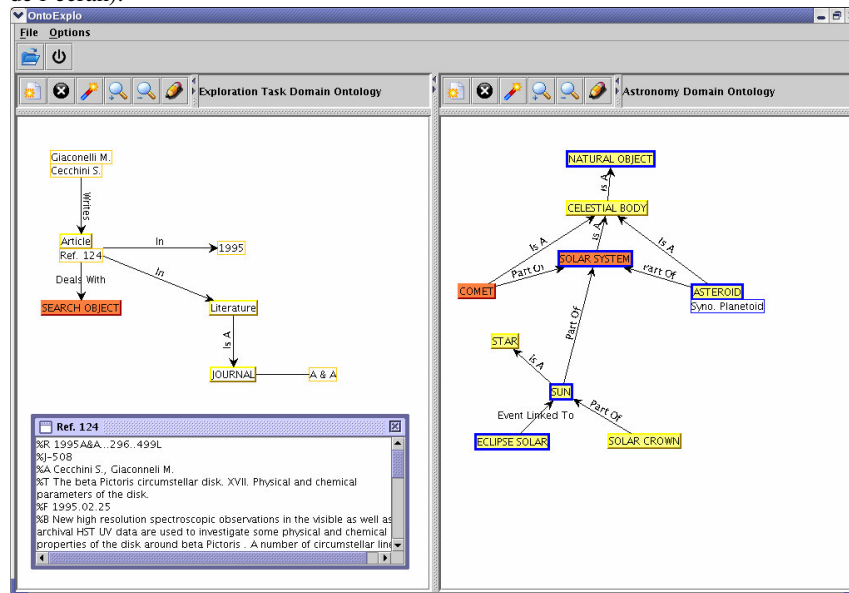 de l'écran).
OntoExplo
File Options
Exploration Task Domain Ontology
Astronomy Domain Ontology
Giaconelli M.
Cecchini S.
Writes
Article
Ref. 124
In
1995
In
Deals With
SEARCH OBJECT
Literature
Is A
JOURNAL
A & A
Ref. 124
%R 1995A&A...296..499L
%J-508
%A Cecchini S., Giaconneli M.
%T The beta Pictoris circumstellar disk. XVII. Physical and chemical
parameters of the disk.
%F 1995.02.25
%B New high resolution spectroscopic observations in the visible as well as
archival HST UV data are used to investigate some physical and chemical
properties of the disk around beta Pictoris . A number of circumstellar line
NATURAL OBJECT
Is A
CELESTIAL BODY
Is A
Is A
Is A
SOLAR SYSTEM
Part Of
Part Of
COMET
ASTEROID
Syno. Planetoid
Part Of
STAR
Is A
SUN
Event Linked To
Part Of
ECLIPSE SOLAR
SOLAR CROWN